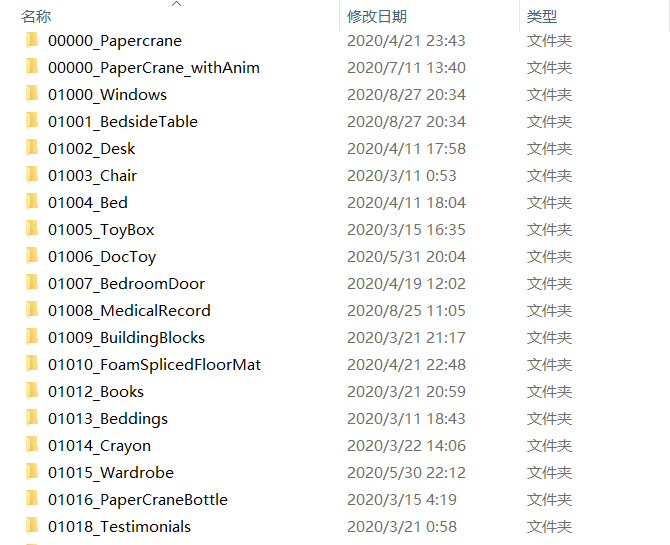 名称 修改日期 类型
00000_Papercrane 2020/4/21 23:43 文件夹
00000_PaperCrane_withAnim 2020/7/11 13:40 文件夹
01000_Windows 2020/8/27 20:34 文件夹
01001_BedsideTable 2020/8/27 20:34 文件夹
01002_Desk 2020/4/11 17:58 文件夹
01003_Chair 2020/3/11 0:53 文件夹
01004_Bed 2020/4/11 18:04 文件夹
01005_ToyBox 2020/3/15 16:35 文件夹
01006_DocToy 2020/5/31 20:04 文件夹
01007_BedroomDoor 2020/4/19 12:02 文件夹
01008_MedicalRecord 2020/8/25 11:05 文件夹
01009_BuildingBlocks 2020/3/21 21:17 文件夹
01010_FoamSplicedFloorMat 2020/4/21 22:48 文件夹
01012_Books 2020/3/21 20:59 文件夹
01013_Beddings 2020/3/11 18:43 文件夹
01014_Crayon 2020/3/22 14:06 文件夹
01015_Wardrobe 2020/5/30 22:12 文件夹
01016_PaperCraneBottle 2020/3/15 4:19 文件夹
01018_Testimonials 2020/3/21 0:58 文件夹